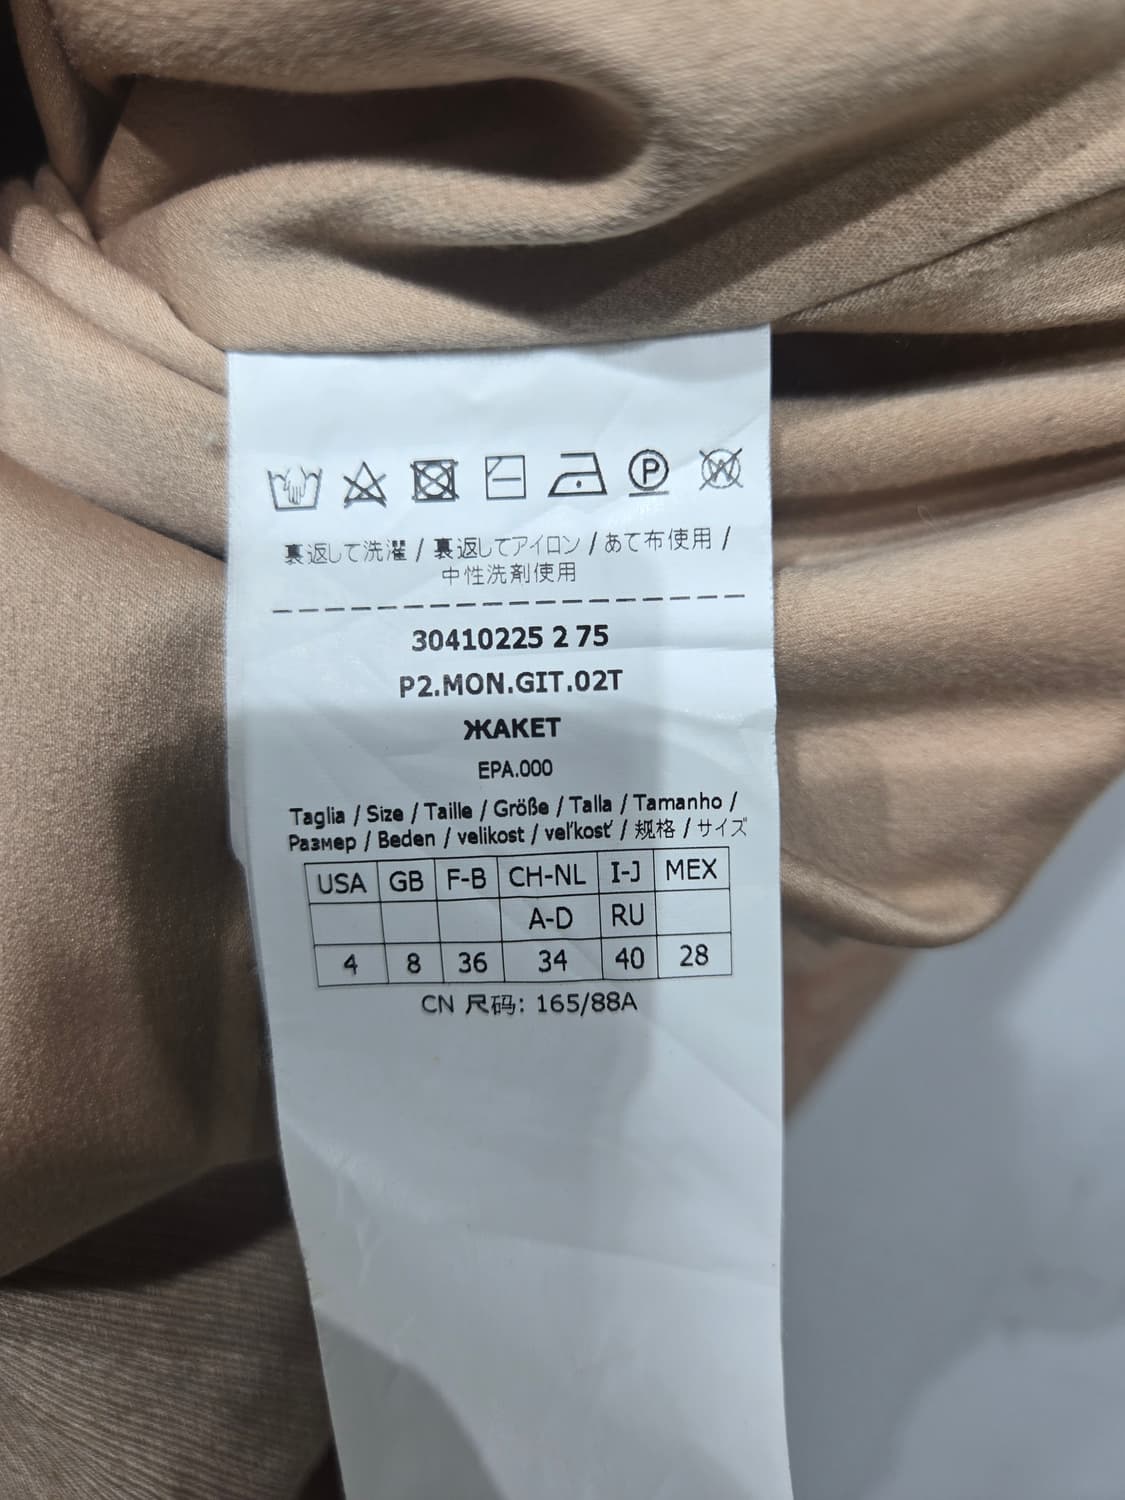 P W
裏返して洗濯 / 裏返してアイロン / あて布使用 /
中性洗剤使用
30410225 2 75
P2.MON.GIT.02T
ЖАКЕТ
EPA.000
Taglia / Size / Taille / Größe / Talla / Tamanho /
Размер / Beden / velikost / veľkosť / 规格 / サイズ
USA GB F-B CH-NL I-J MEX
A-D RU
4 8 36 34 40 28
CN 尺码: 165/88A